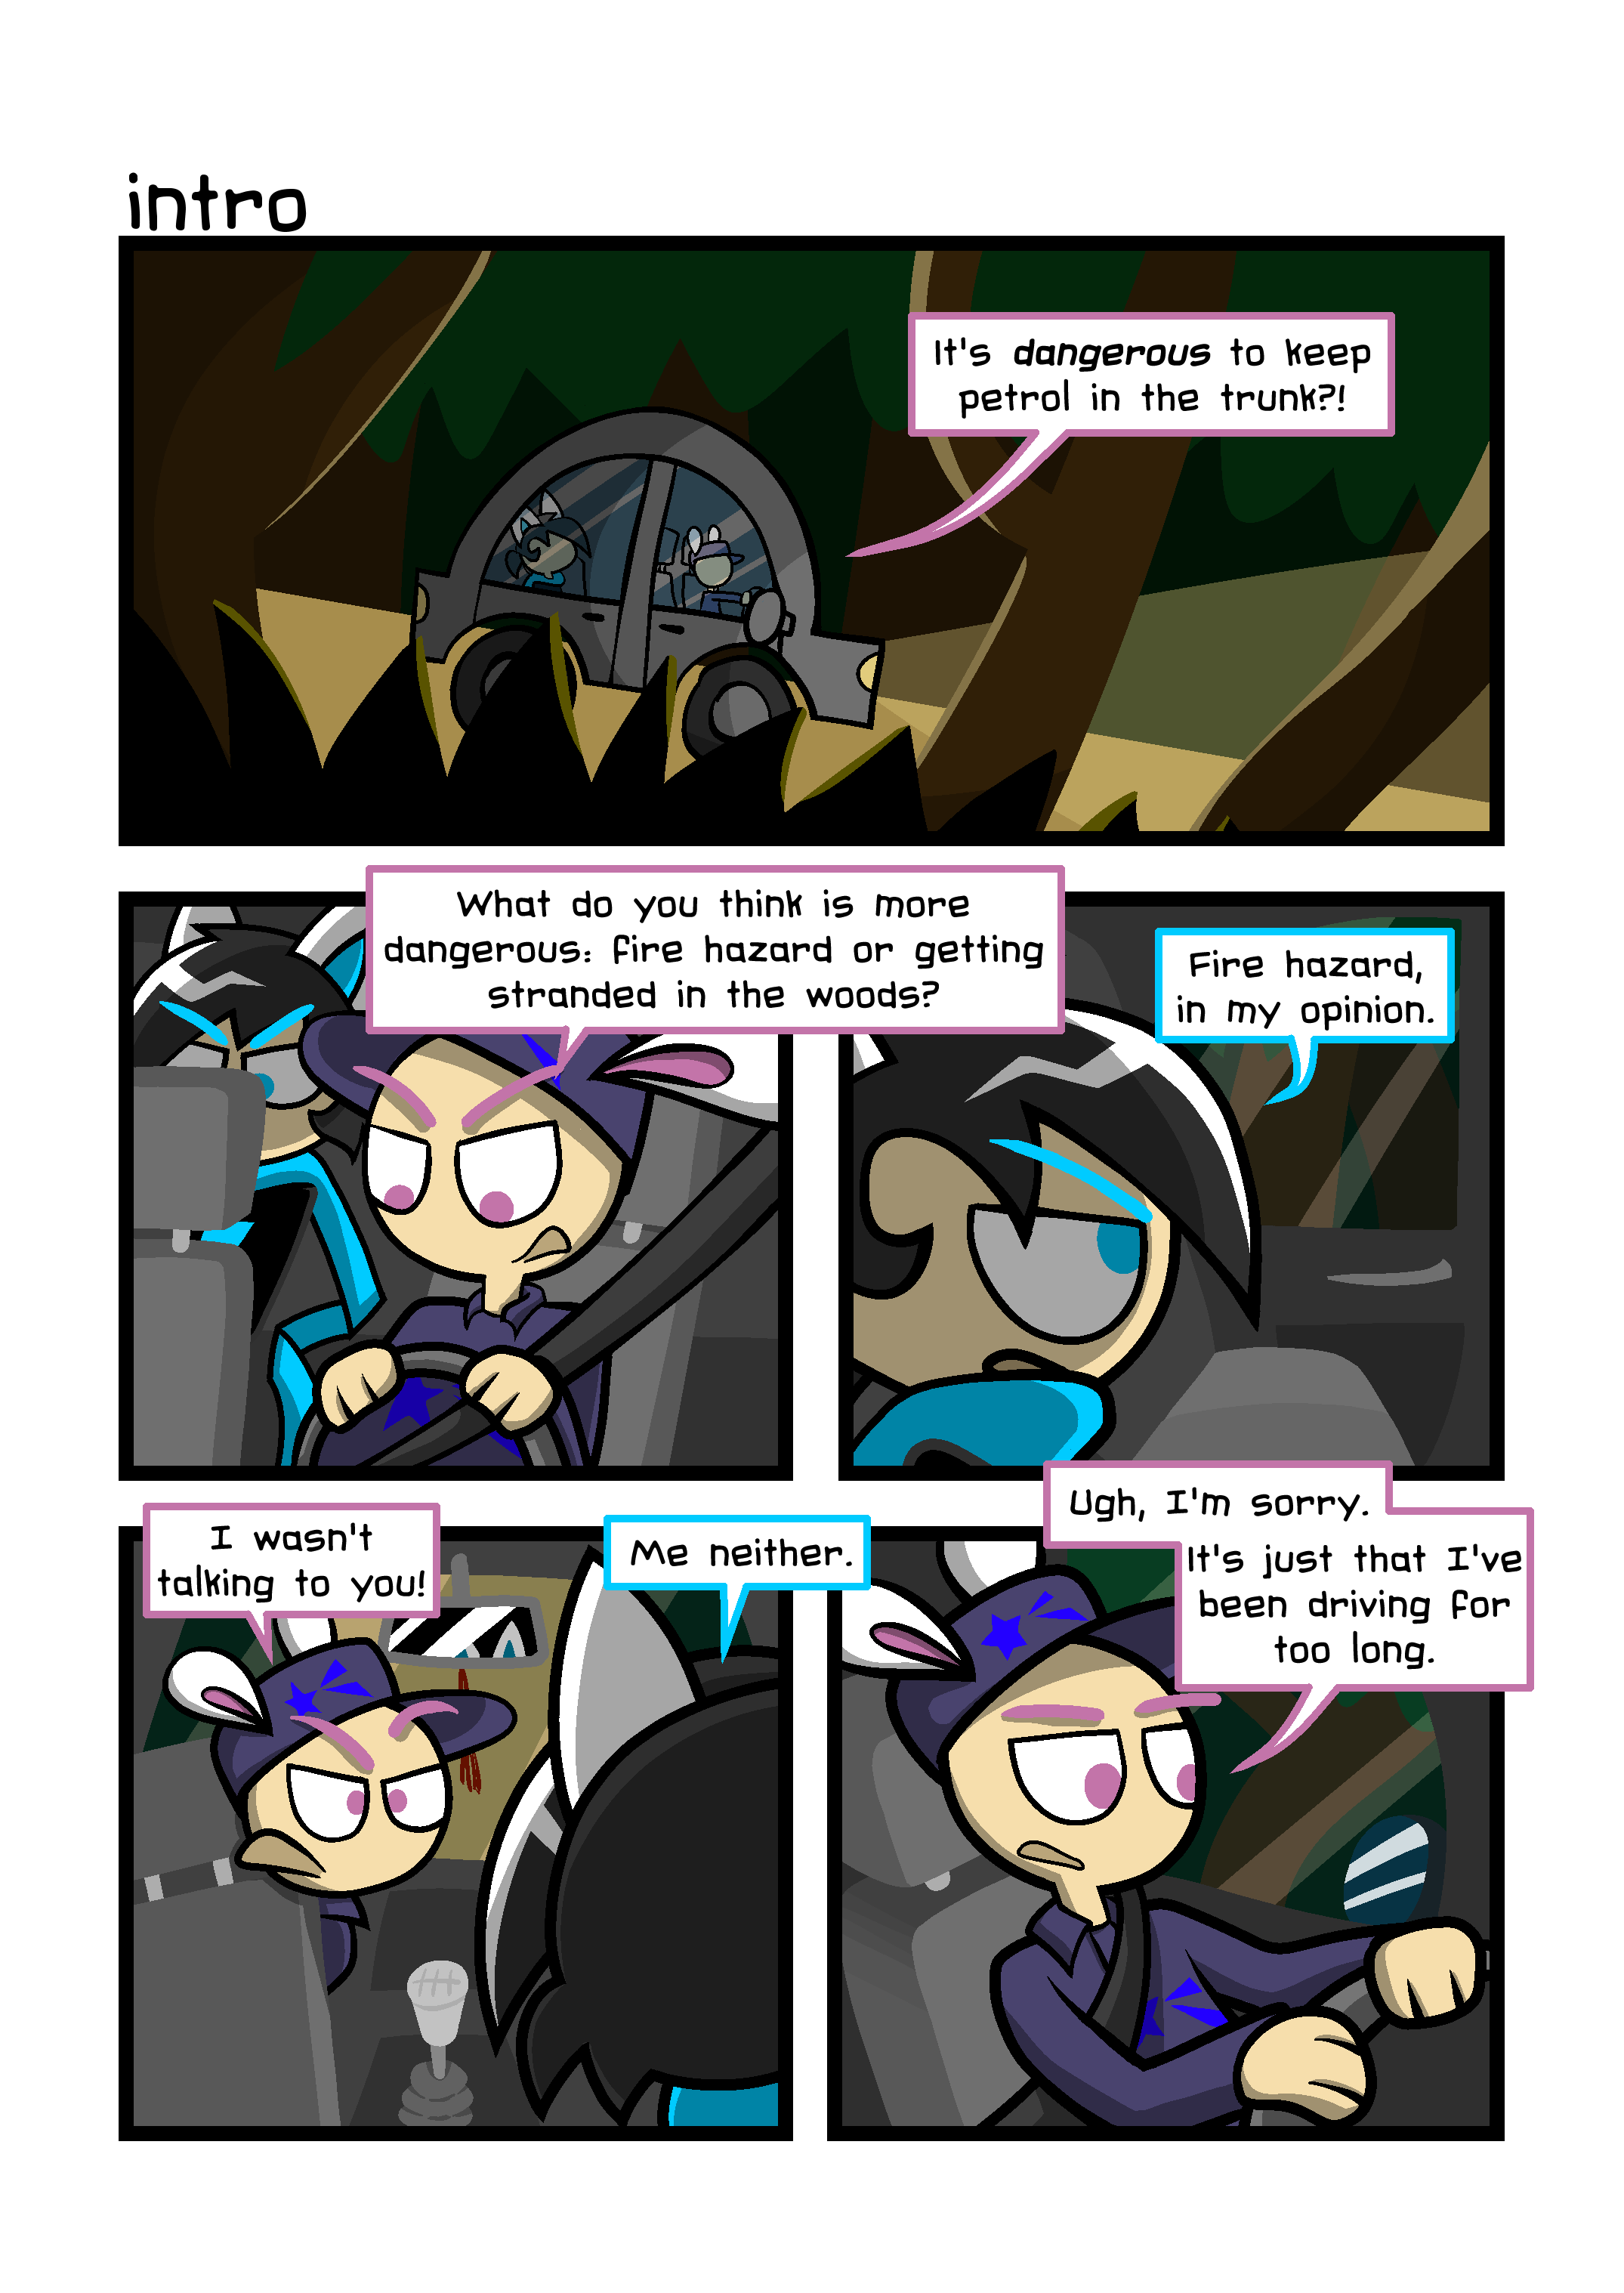 intro
It's dangerous to keep
petrol in the trunk?!
What do you think is more
dangerous: fire hazard or getting
stranded in the woods?
Fire hazard,
in my opinion.
I wasn't
talking to you!
Me neither.
Ugh, I'm sorry.
It's just that I've
been driving for
too long.